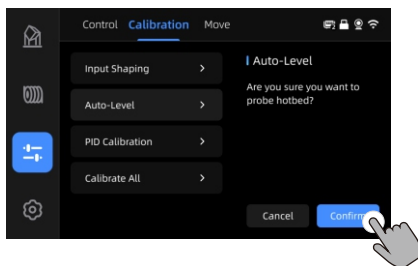 Control Calibration Move
Input Shaping
Auto-Level
PID Calibration
Calibrate All
Auto-Level
Are you sure you want to
probe hotbed?
Cancel Confirm